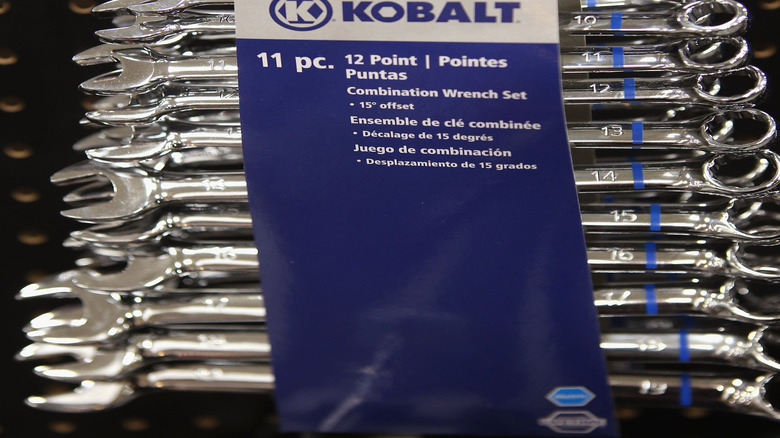 K KOBALT
11 pc. 12 Point | Pointes
Puntas
Combination Wrench Set
• 15° offset
Ensemble de clé combinée
• Décalage de 15 degrés
Juego de combinación
• Desplazamiento de 15 grados
10
11
12
13
14
15
16
17